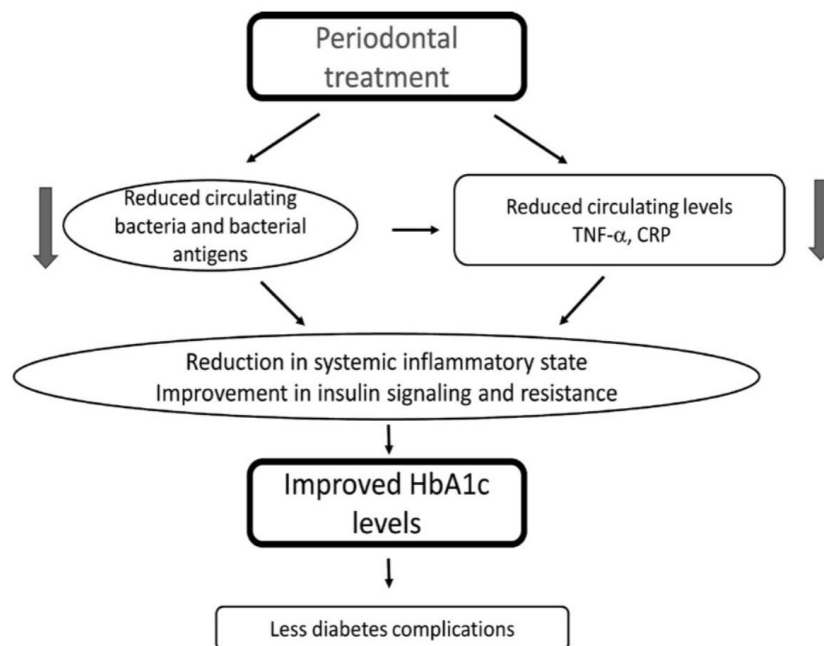 Periodontal
treatment
Reduced circulating
bacteria and bacterial
antigens
Reduced circulating levels
TNF-α, CRP
Reduction in systemic inflammatory state
Improvement in insulin signaling and resistance
Improved HbA1c
levels
Less diabetes complications